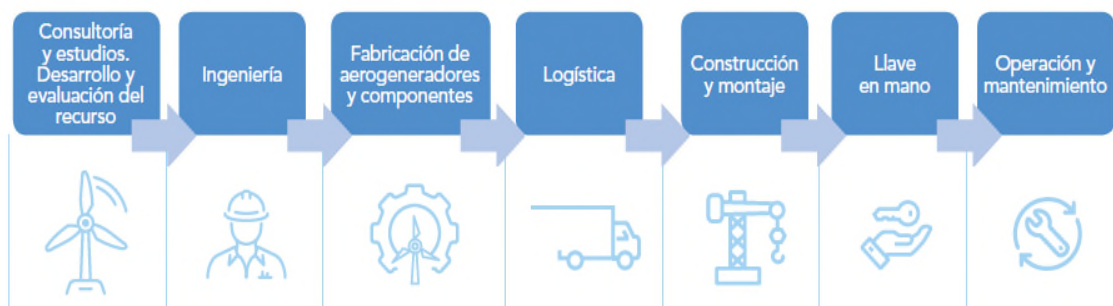 Consultoría
y estudios.
Desarrollo y
evaluación del
recurso
Ingeniería
Fabricación de
aerogeneradores
y componentes
Logística
Construcción
y montaje
Llave
en mano
Operación y
mantenimiento